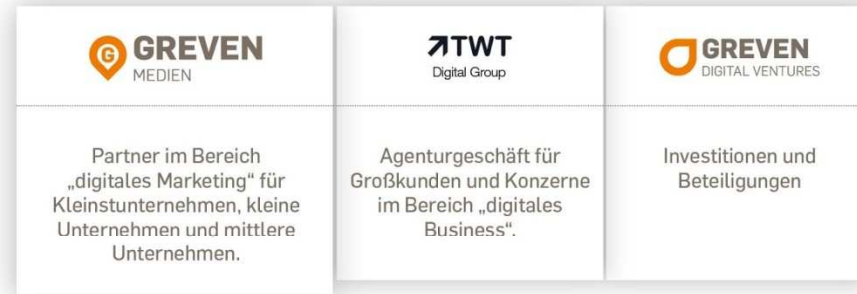 GREVEN
MEDIEN
Partner im Bereich
„digitales Marketing“ für
Kleinstunternehmen, kleine
Unternehmen und mittlere
Unternehmen.
TWT
Digital Group
Agenturgeschäft für
Großkunden und Konzerne
im Bereich „digitales
Business“.
GREVEN
DIGITAL VENTURES
Investitionen und
Beteiligungen